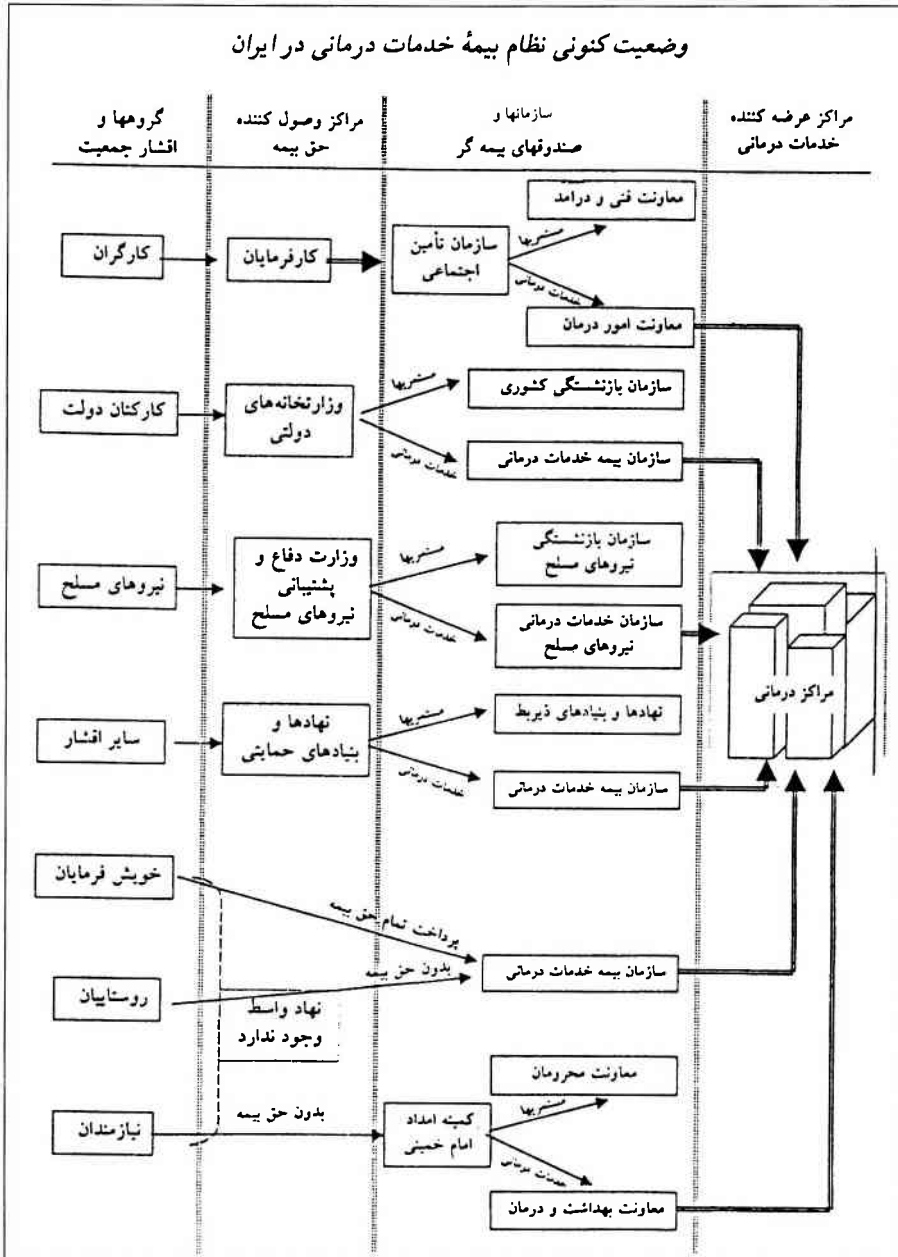 وضعیت کنونی نظام بیمهٔ خدمات درمانی در ایران
گروهها و
اقشار جمعیت
مراکز وصول کننده
حق بیمه
سازمانها و
صندوقهای بیمه گر
مراکز عرضه کننده
خدمات درمانی
کارگران
کارفرمایان
سازمان تأمین
اجتماعی
مستمریها
معاونت فنی و درامد
خدمات درمانی
معاونت امور درمان
کارکنان دولت
وزارتخانه‌های
دولتی
مستمریها
سازمان بازنشستگی کشوری
خدمات درمانی
سازمان بیمه خدمات درمانی
نیروهای مسلح
وزارت دفاع و
پشتیبانی
نیروهای مسلح
مستمریها
سازمان بازنشستگی
نیروهای مسلح
خدمات درمانی
سازمان خدمات درمانی
نیروهای مسلح
مراکز درمانی
سایر اقشار
نهادها و
بنیادهای حمایتی
مستمریها
نهادها و بنیادهای ذیربط
خدمات درمانی
سازمان بیمه خدمات درمانی
خویش فرمایان
پرداخت تمام حق بیمه
روستاییان
بدون حق بیمه
سازمان بیمه خدمات درمانی
نهاد واسط
وجود ندارد
نیازمندان
بدون حق بیمه
کمیته امداد
امام خمینی
مستمریها
معاونت محرومان
خدمات درمانی
معاونت بهداشت و درمان